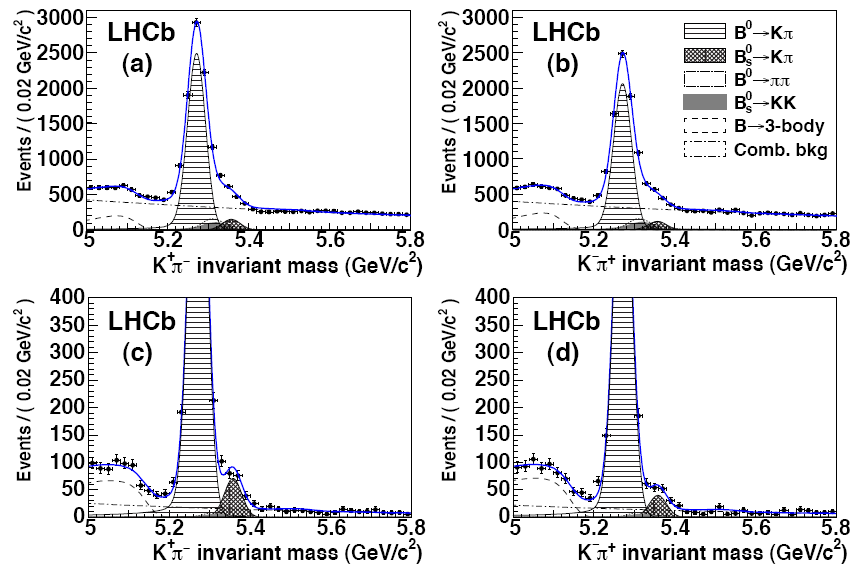 LHCb
(a)
Events / ( 0.02 GeV/c²)
3000
2500
2000
1500
1000
500
0
5 5.2 5.4 5.6 5.8
K⁺π⁻ invariant mass (GeV/c²)
LHCb
(b)
Events / ( 0.02 GeV/c²)
3000
2500
2000
1500
1000
500
0
5 5.2 5.4 5.6 5.8
K⁻π⁺ invariant mass (GeV/c²)
B⁰→Kπ
B⁰ₛ→Kπ
B⁰→ππ
B⁰ₛ→KK
B→3-body
Comb. bkg
LHCb
(c)
Events / ( 0.02 GeV/c²)
400
350
300
250
200
150
100
50
0
5 5.2 5.4 5.6 5.8
K⁺π⁻ invariant mass (GeV/c²)
LHCb
(d)
Events / ( 0.02 GeV/c²)
400
350
300
250
200
150
100
50
0
5 5.2 5.4 5.6 5.8
K⁻π⁺ invariant mass (GeV/c²)